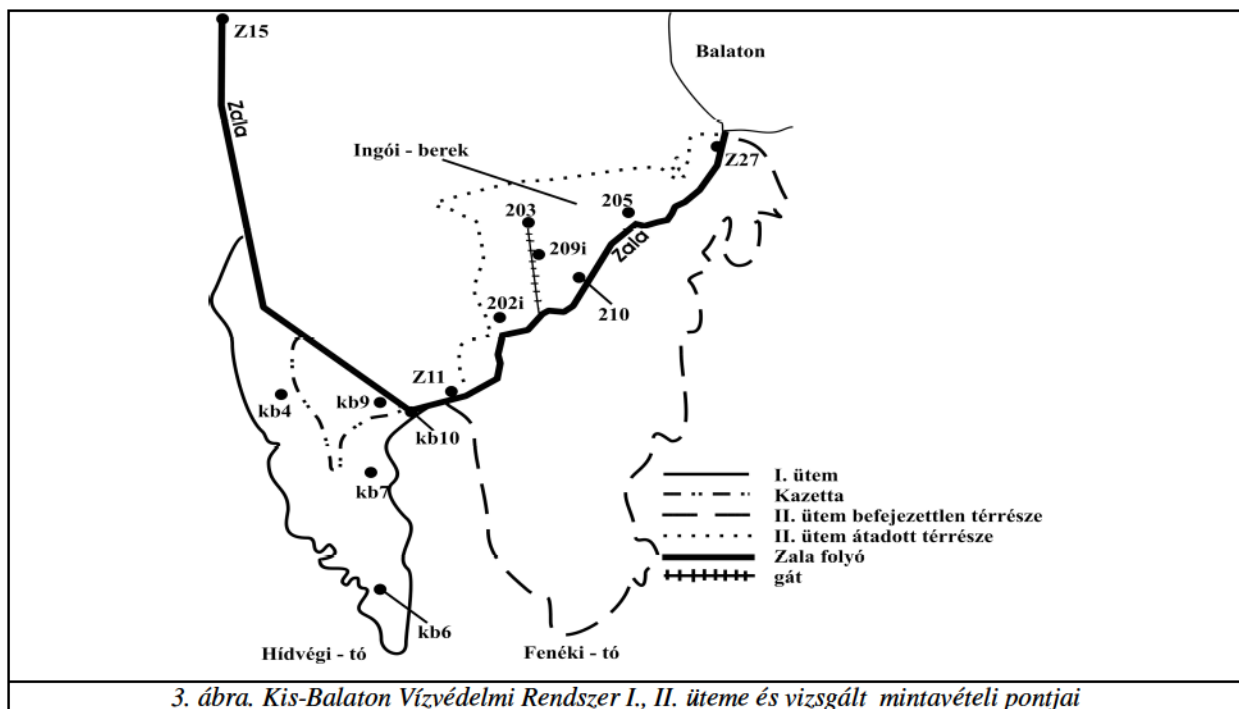 Z15
Balaton
Zala
Ingói - berek
Z27
203
205
Zala
209i
202i
210
Z11
kb4
kb9
kb10
kb7
I. ütem
Kazetta
II. ütem befejezettlen térrésze
II. ütem átadott térrésze
Zala folyó
gát
kb6
Hídvégi - tó
Fenéki - tó
3. ábra. Kis-Balaton Vízvédelmi Rendszer I., II. üteme és vizsgált mintavételi pontjai